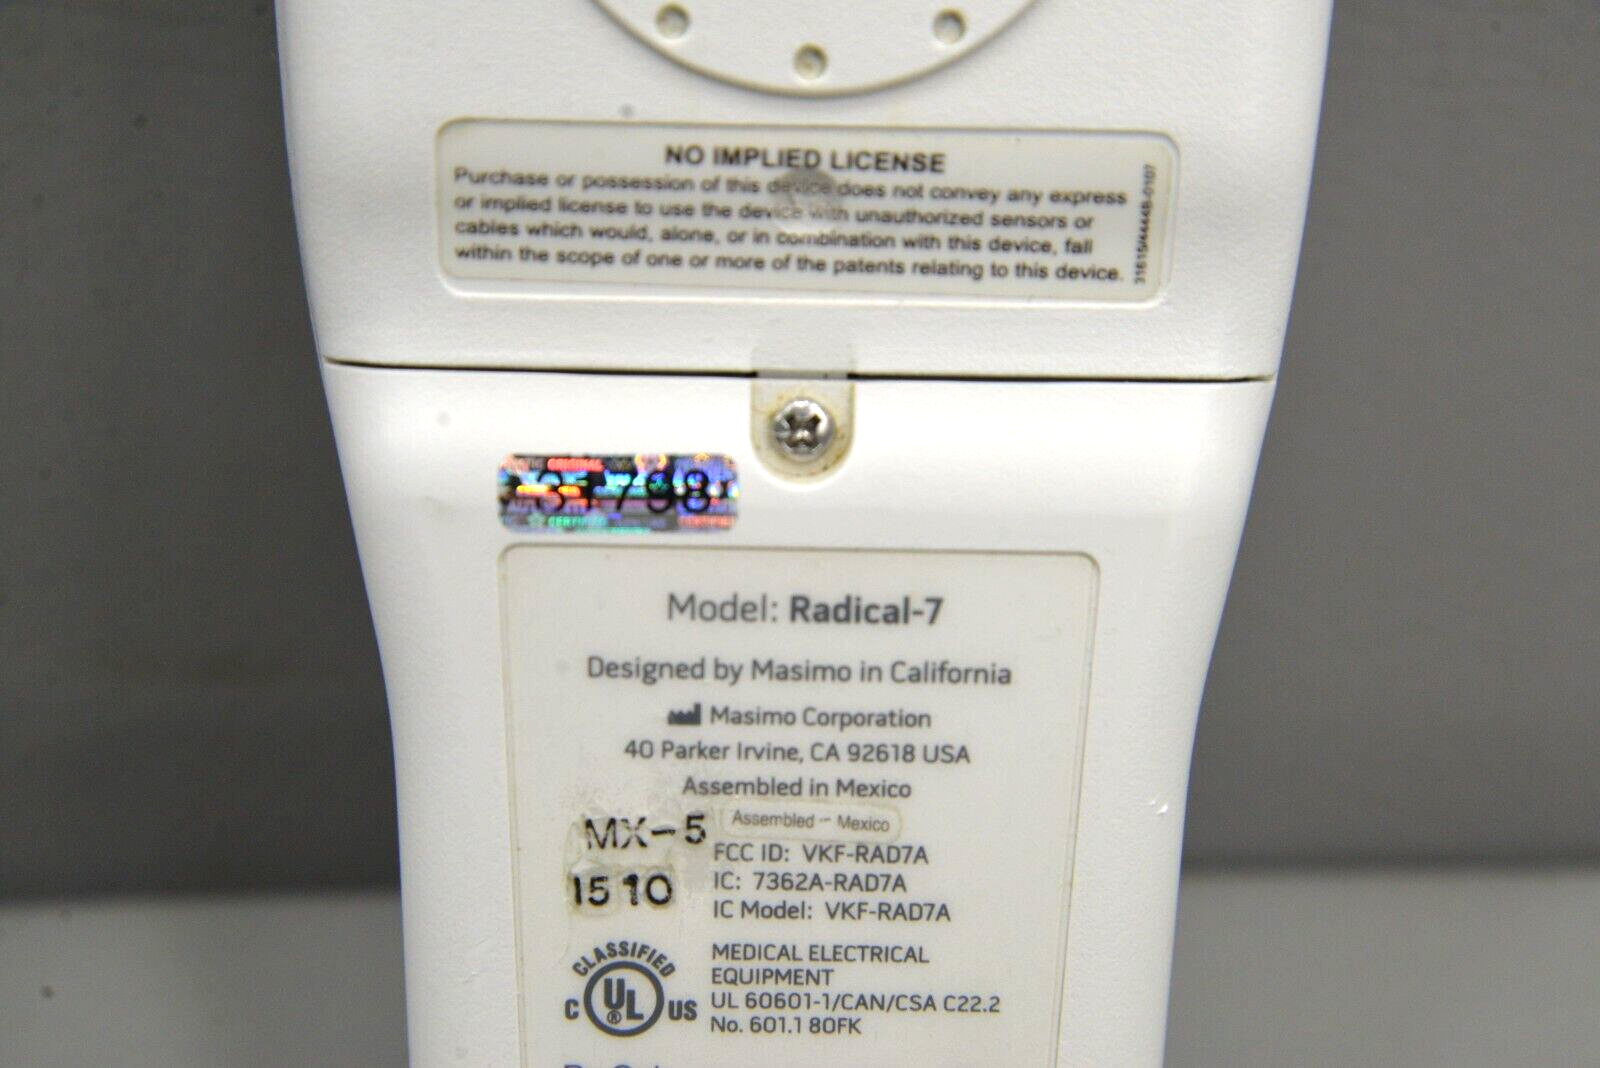 NO IMPLIED LICENSE
Purchase or possession of this device does not convey any express
or implied license to use the device with unauthorized sensors or
cables which would, alone, or in combination with this device, fall
within the scope of one or more of the patents relating to this device.
31615/4444B-0107
ORIGINAL
CERTIFIED
Model: Radical-7
Designed by Masimo in California
Masimo Corporation
40 Parker Irvine, CA 92618 USA
Assembled in Mexico
MX-5
Assembled Mexico
1510
FCC ID: VKF-RAD7A
IC: 7362A-RAD7A
IC Model: VKF-RAD7A
CLASSIFIED
C UL® US
MEDICAL ELECTRICAL
EQUIPMENT
UL 60601-1/CAN/CSA C22.2
No. 601.1 80FK